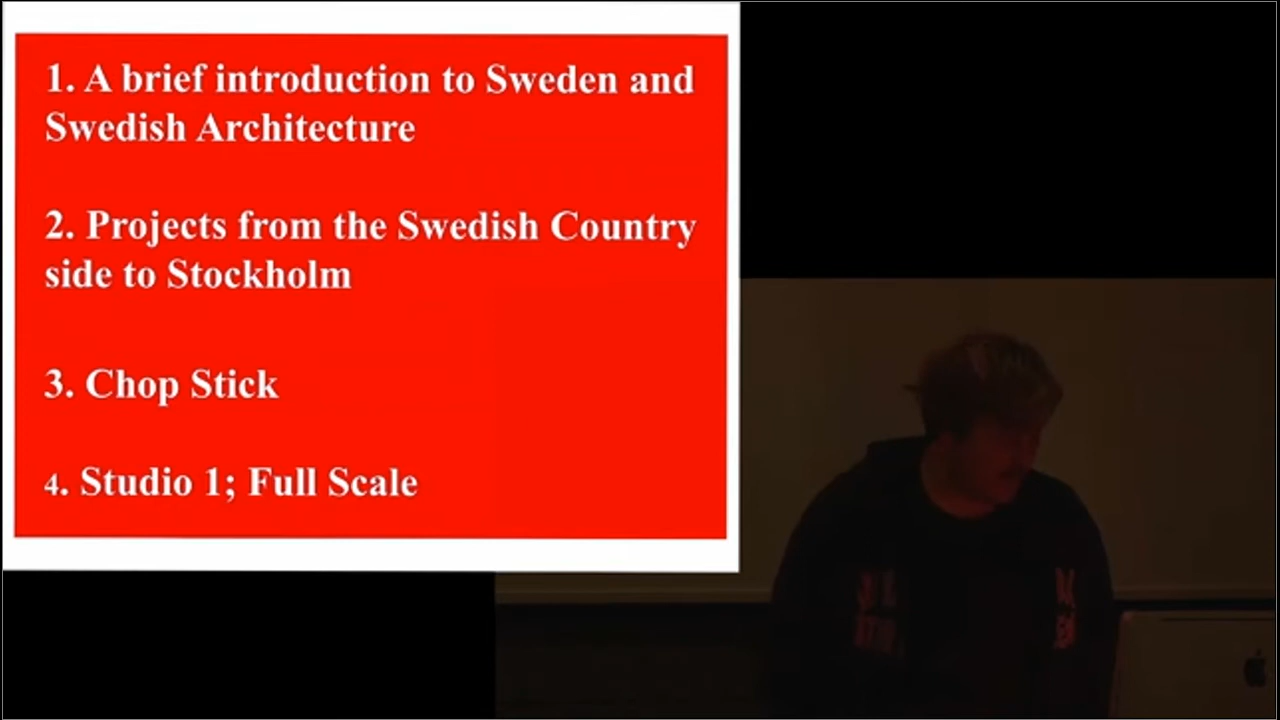 1. A brief introduction to Sweden and
Swedish Architecture
2. Projects from the Swedish Country
side to Stockholm
3. Chop Stick
4. Studio 1; Full Scale